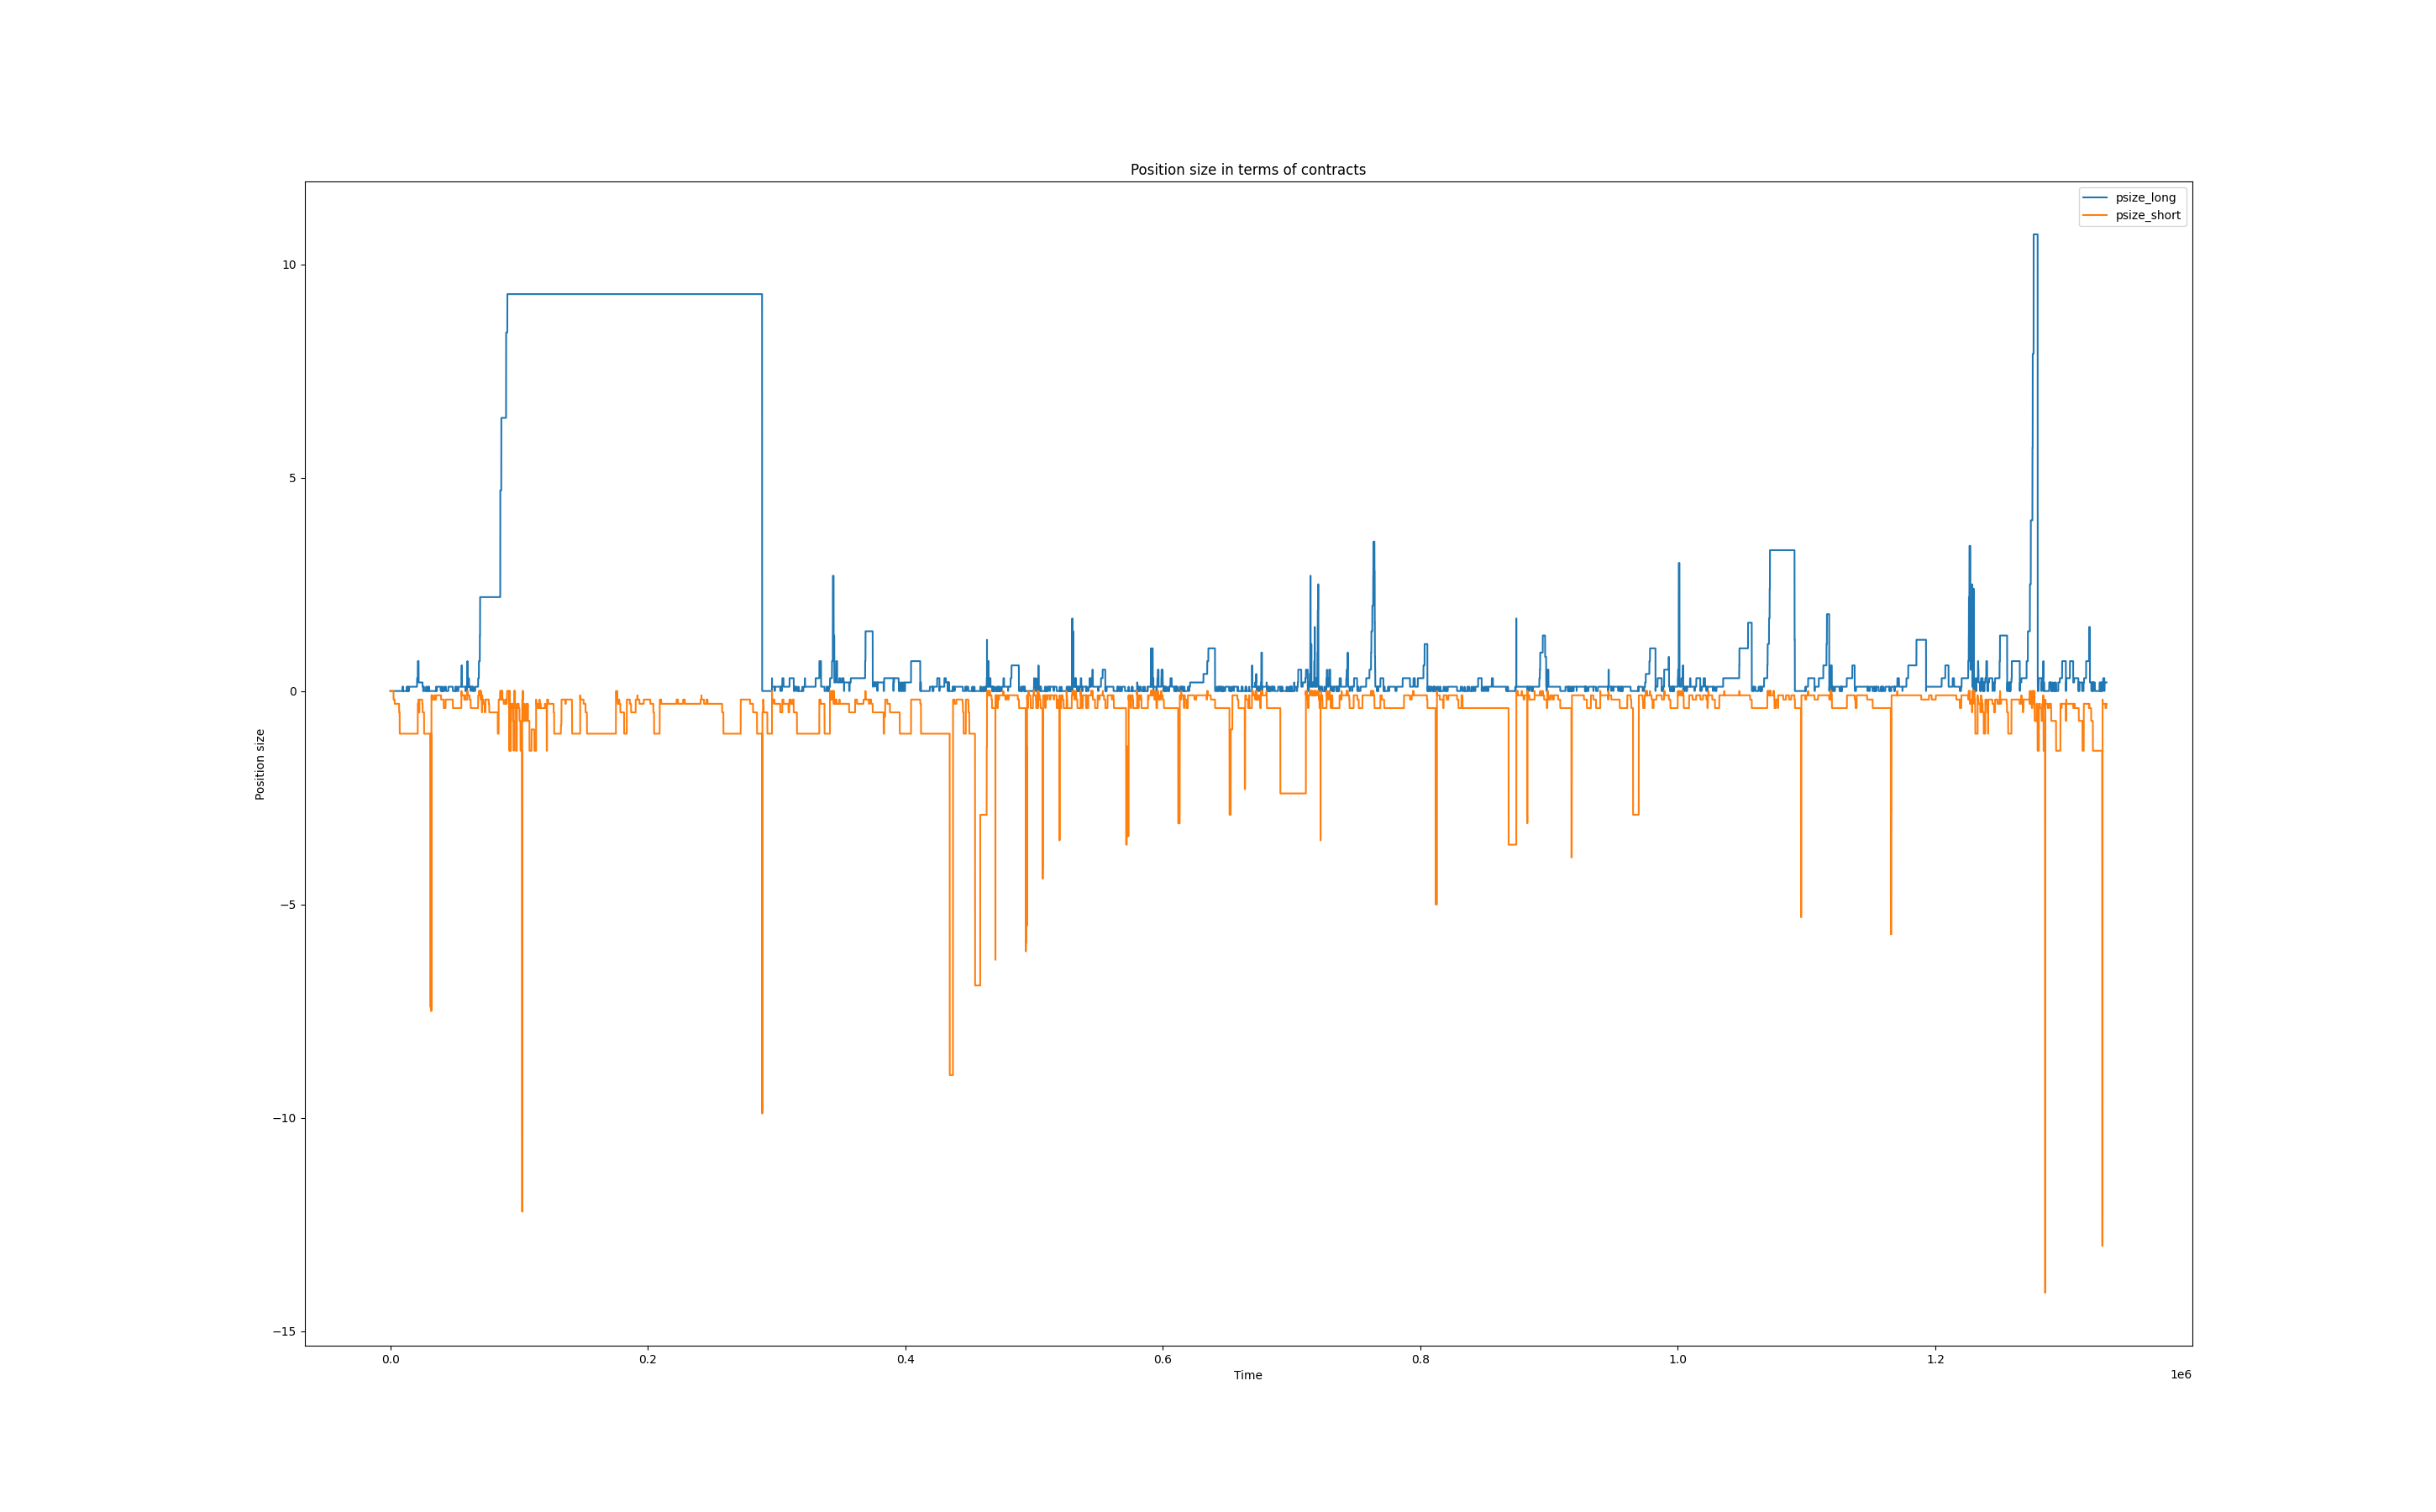 Position size in terms of contracts
psize_long
psize_short
Position size
10
5
0
−5
−10
−15
0.0
0.2
0.4
0.6
0.8
1.0
1.2
1e6
Time